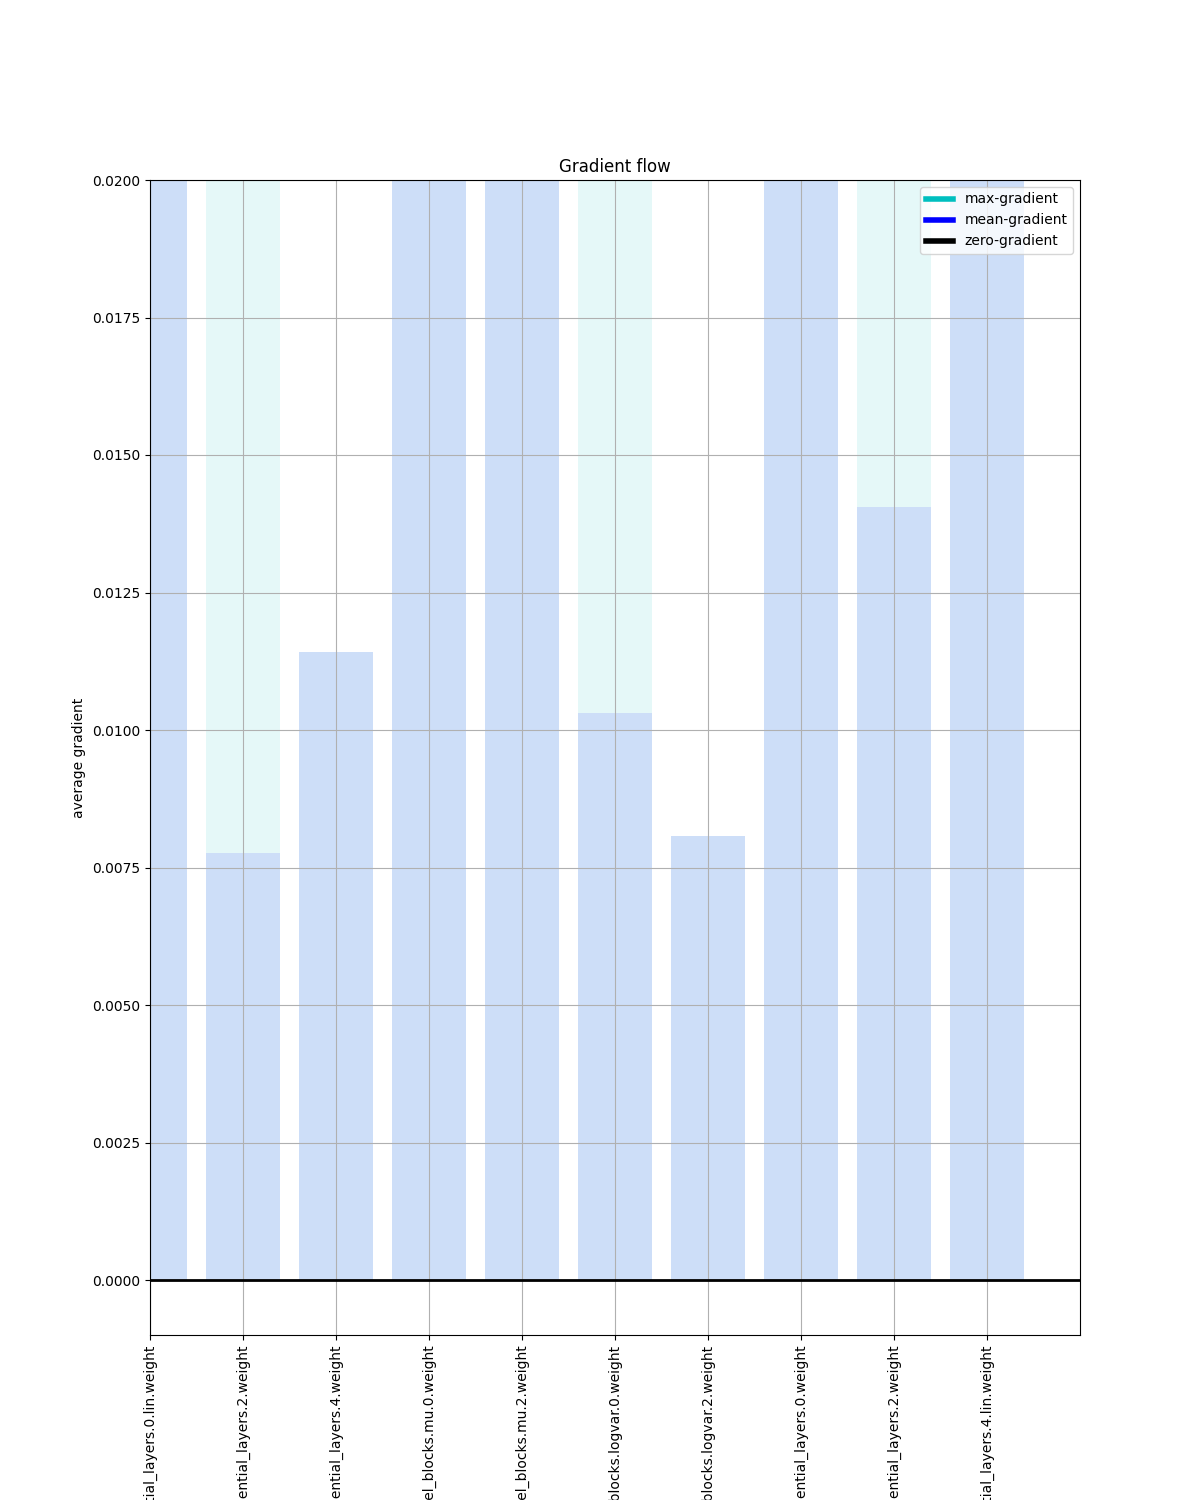 Gradient flow
max-gradient
mean-gradient
zero-gradient
0.0200
0.0175
0.0150
0.0125
0.0100
0.0075
0.0050
0.0025
0.0000
average gradient
tial_layers.0.lin.weight
ential_layers.2.weight
ential_layers.4.weight
el_blocks.mu.0.weight
el_blocks.mu.2.weight
blocks.logvar.0.weight
blocks.logvar.2.weight
ential_layers.0.weight
ential_layers.2.weight
tial_layers.4.lin.weight